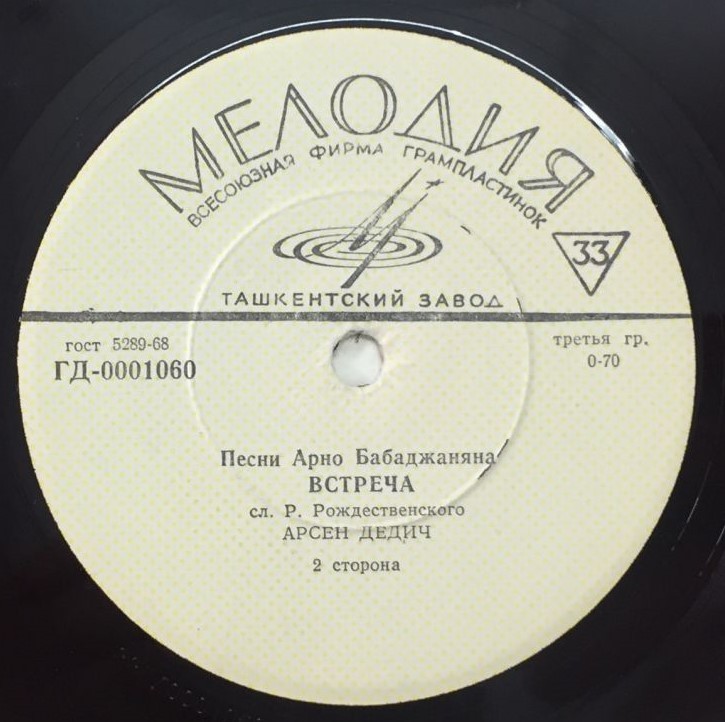 МЕЛОДИЯ
ВСЕСОЮЗНАЯ ФИРМА ГРАМПЛАСТИНОК
33
ТАШКЕНТСКИЙ ЗАВОД
гост 5289-68
третья гр.
ГД-0001060
0-70
Песни Арно Бабаджаняна
ВСТРЕЧА
сл. Р. Рождественского
АРСЕН ДЕДИЧ
2 сторона